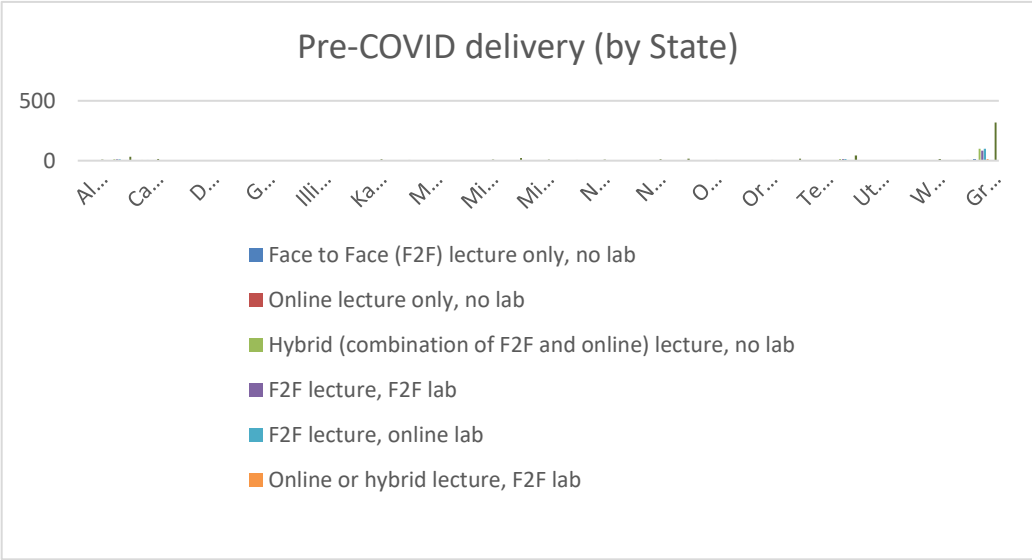 Pre-COVID delivery (by State)
500
0
Al... Ca... D... G... Illi... Ka... M... Mi... Mi... N... N... O... Or... Te... Ut... W... Gr...
Face to Face (F2F) lecture only, no lab
Online lecture only, no lab
Hybrid (combination of F2F and online) lecture, no lab
F2F lecture, F2F lab
F2F lecture, online lab
Online or hybrid lecture, F2F lab